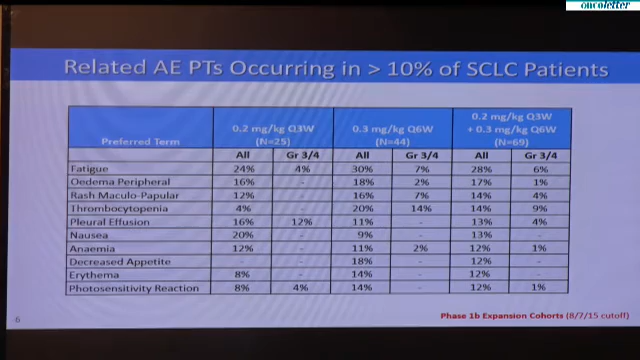 oncoletter
Related AE PTs Occurring in > 10% of SCLC Patients
Preferred Term | 0.2 mg/kg Q3W (N=25) | 0.3 mg/kg Q6W (N=44) | 0.2 mg/kg Q3W + 0.3 mg/kg Q6W (N=69)
All Gr 3/4 All Gr 3/4 All Gr 3/4
Fatigue 24% 4% 30% 7% 28% 6%
Oedema Peripheral 16% - 18% 2% 17% 1%
Rash Maculo-Papular 12% - 16% 7% 14% 4%
Thrombocytopenia 4% - 20% 14% 14% 9%
Pleural Effusion 16% 12% 11% - 13% 4%
Nausea 20% - 9% - 13% -
Anaemia 12% - 11% 2% 12% 1%
Decreased Appetite - - 18% - 12% -
Erythema 8% - 14% - 12% -
Photosensitivity Reaction 8% 4% 14% - 12% 1%
6
Phase 1b Expansion Cohorts (8/7/15 cutoff)